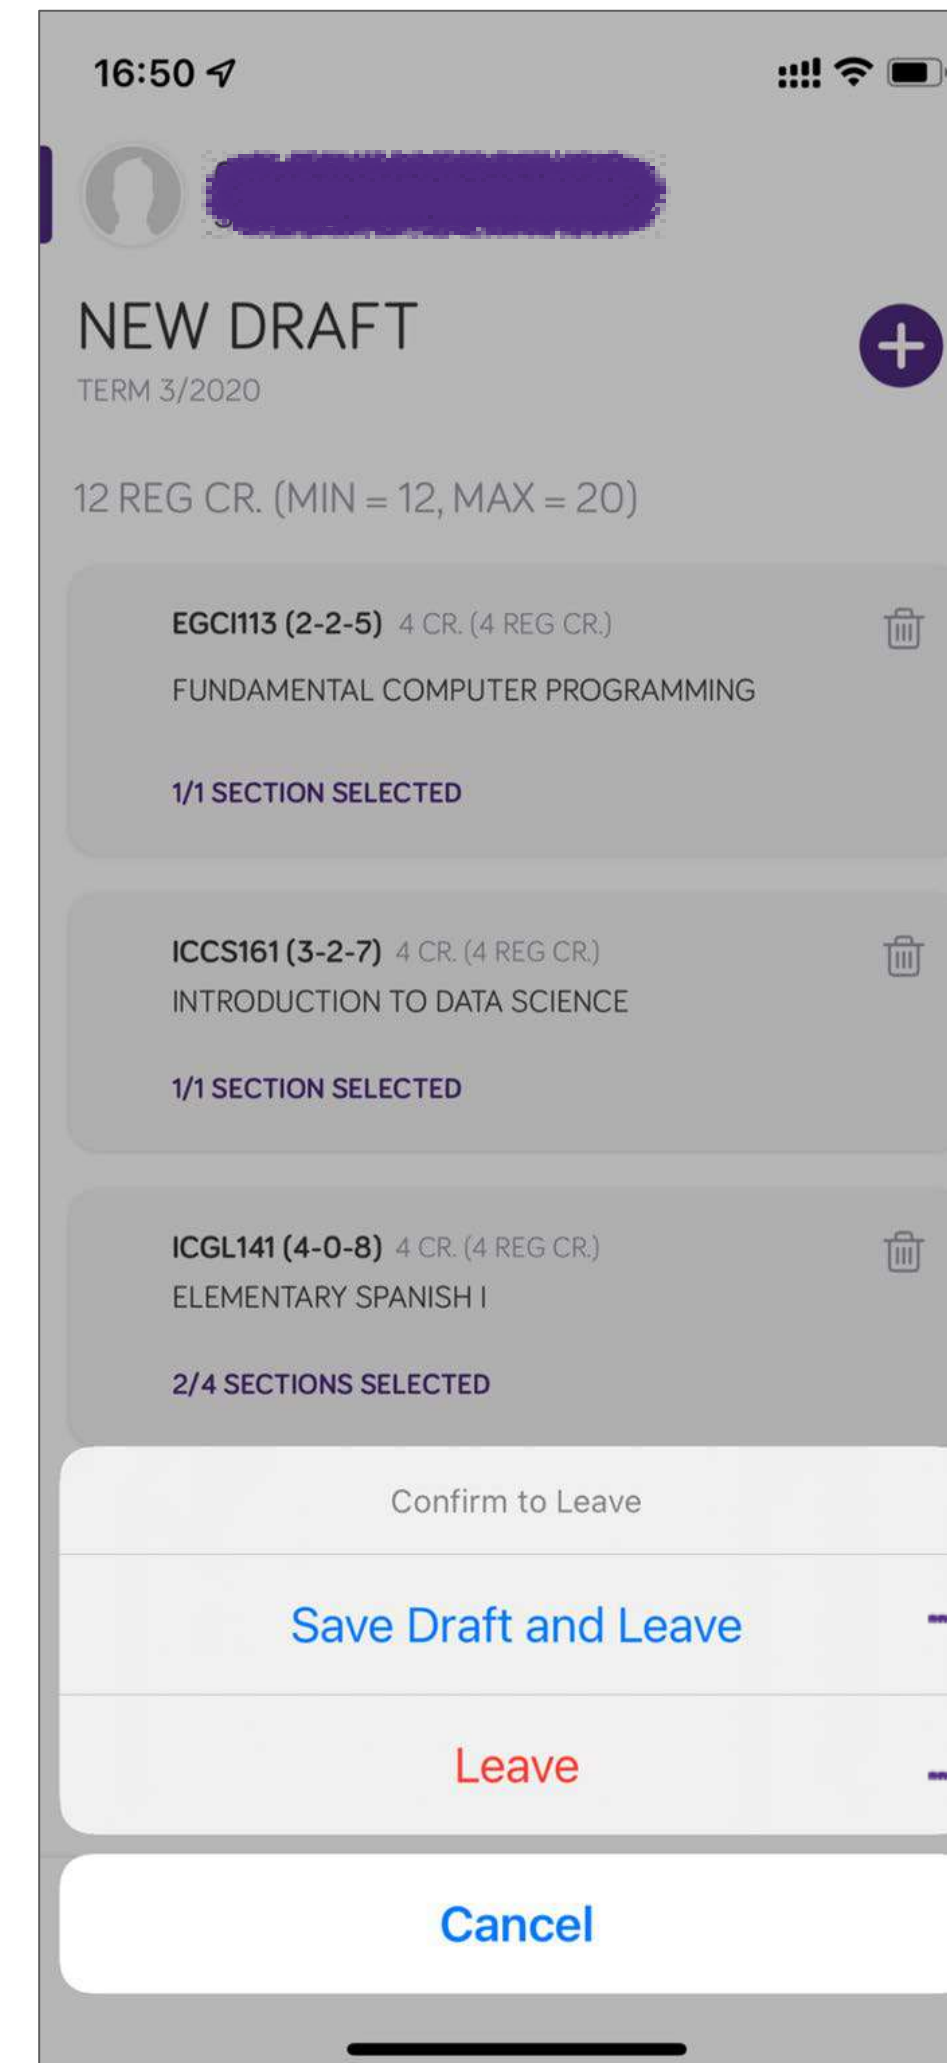 16:50
NEW DRAFT
TERM 3/2020
12 REG CR. (MIN = 12, MAX = 20)
EGCI113 (2-2-5) 4 CR. (4 REG CR.)
FUNDAMENTAL COMPUTER PROGRAMMING
1/1 SECTION SELECTED
ICCS161 (3-2-7) 4 CR. (4 REG CR.)
INTRODUCTION TO DATA SCIENCE
1/1 SECTION SELECTED
ICGL141 (4-0-8) 4 CR. (4 REG CR.)
ELEMENTARY SPANISH I
2/4 SECTIONS SELECTED
Confirm to Leave
Save Draft and Leave
Leave
Cancel